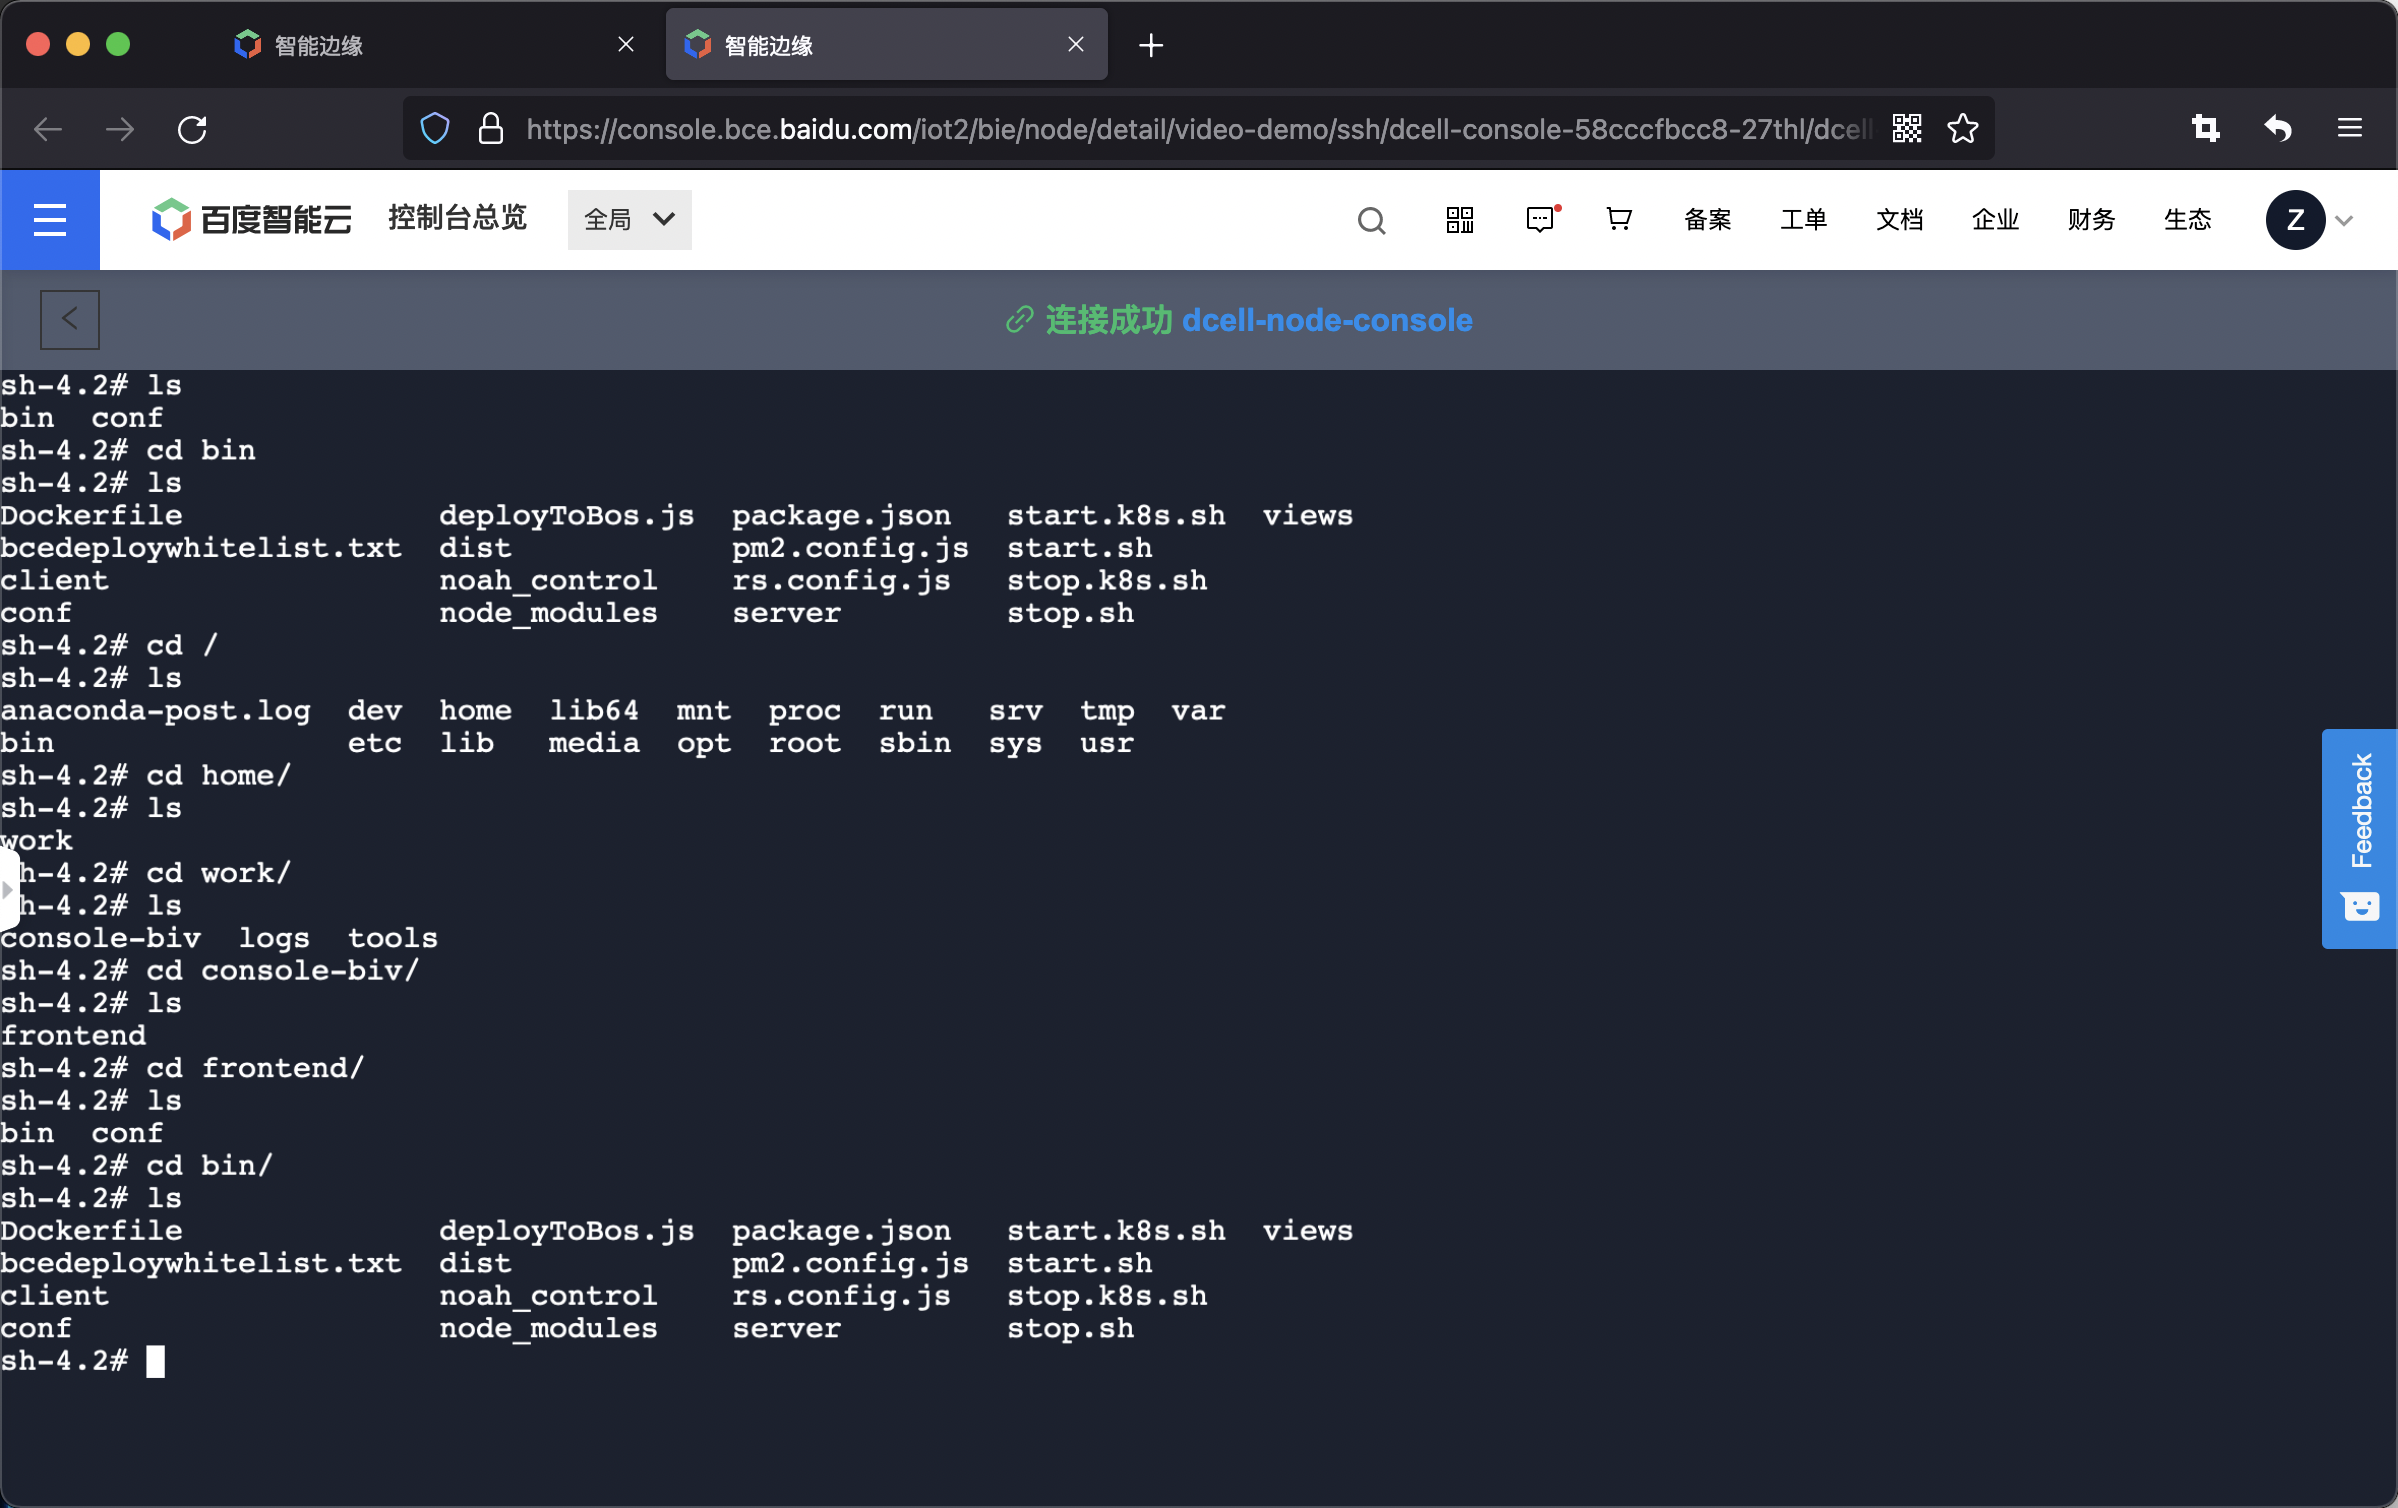 智能边缘
智能边缘
https://console.bce.baidu.com/iot2/bie/node/detail/video-demo/ssh/dcell-console-58cccfbcc8-27thl/dcell
百度智能云 控制台总览 全局 备案 工单 文档 企业 财务 生态 Z
连接成功 dcell-node-console
sh-4.2# ls
bin  conf
sh-4.2# cd bin
sh-4.2# ls
Dockerfile deployToBos.js package.json start.k8s.sh views
bcedeploywhitelist.txt dist pm2.config.js start.sh
client noah_control rs.config.js stop.k8s.sh
conf node_modules server stop.sh
sh-4.2# cd /
sh-4.2# ls
anaconda-post.log dev home lib64 mnt proc run srv tmp var
bin etc lib media opt root sbin sys usr
sh-4.2# cd home/
sh-4.2# ls
work
h-4.2# cd work/
h-4.2# ls
console-biv logs tools
sh-4.2# cd console-biv/
sh-4.2# ls
frontend
sh-4.2# cd frontend/
sh-4.2# ls
bin  conf
sh-4.2# cd bin/
sh-4.2# ls
Dockerfile deployToBos.js package.json start.k8s.sh views
bcedeploywhitelist.txt dist pm2.config.js start.sh
client noah_control rs.config.js stop.k8s.sh
conf node_modules server stop.sh
sh-4.2#
Feedback